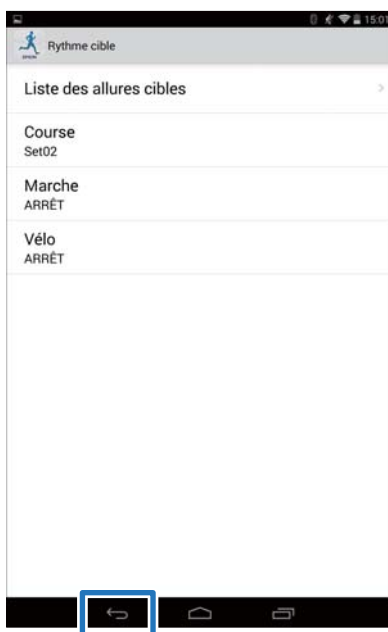 15:01
Rythme cible
Liste des allures cibles
Course
Set02
Marche
ARRÊT
Vélo
ARRÊT